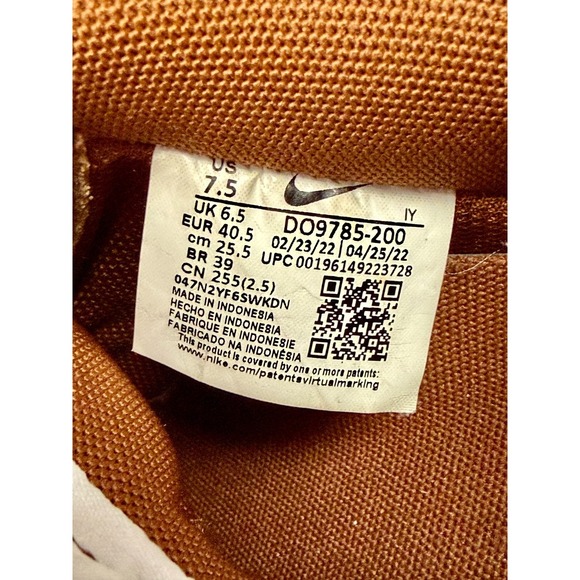 US
7.5
UK 6.5
EUR 40.5
cm 25.5
BR 39
CN 255(2.5)
047N2YF6SWKDN
MADE IN INDONESIA
HECHO EN INDONESIA
FABRIQUE EN INDONESIE
FABRICADO NA INDONÉSIA
This product is covered by one or more patents:
www.nike.com/patentsvirtualmarking
IY
DO9785-200
02/23/22 | 04/25/22
UPC 00196149223728